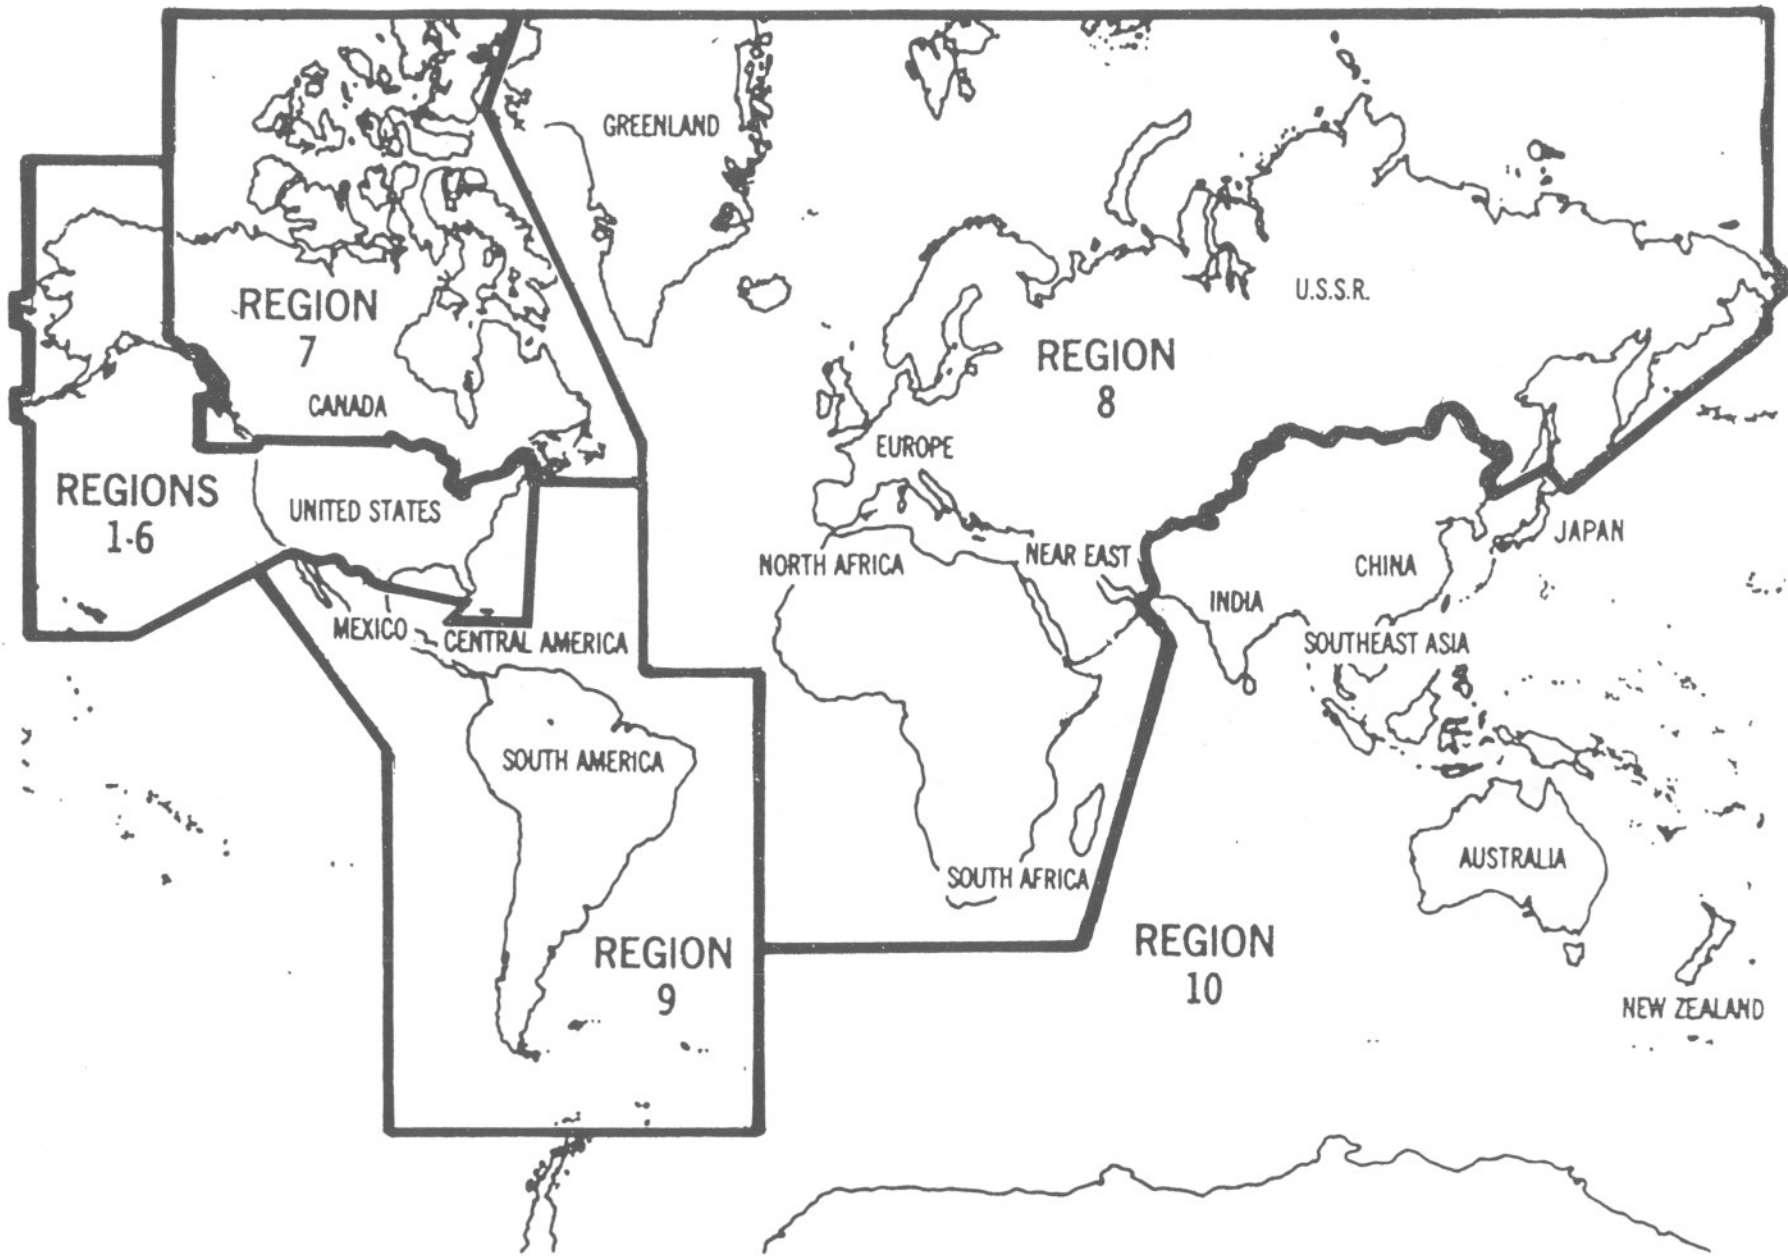 GREENLAND
REGION
7
U.S.S.R.
REGION
8
CANADA
EUROPE
REGIONS
1-6
UNITED STATES
JAPAN
NORTH AFRICA
NEAR EAST
CHINA
INDIA
MEXICO
CENTRAL AMERICA
SOUTHEAST ASIA
SOUTH AMERICA
AUSTRALIA
SOUTH AFRICA
REGION
9
REGION
10
NEW ZEALAND